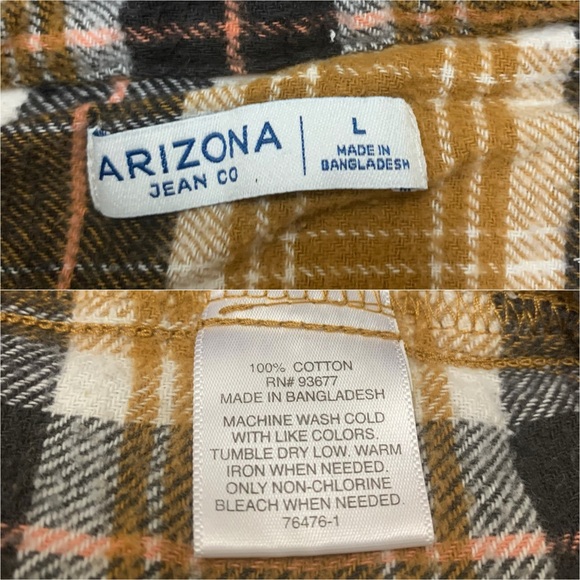 ARIZONA
JEAN CO
L
MADE IN
BANGLADESH
100% COTTON
RN# 93677
MADE IN BANGLADESH
MACHINE WASH COLD
WITH LIKE COLORS.
TUMBLE DRY LOW. WARM
IRON WHEN NEEDED.
ONLY NON-CHLORINE
BLEACH WHEN NEEDED
76476-1